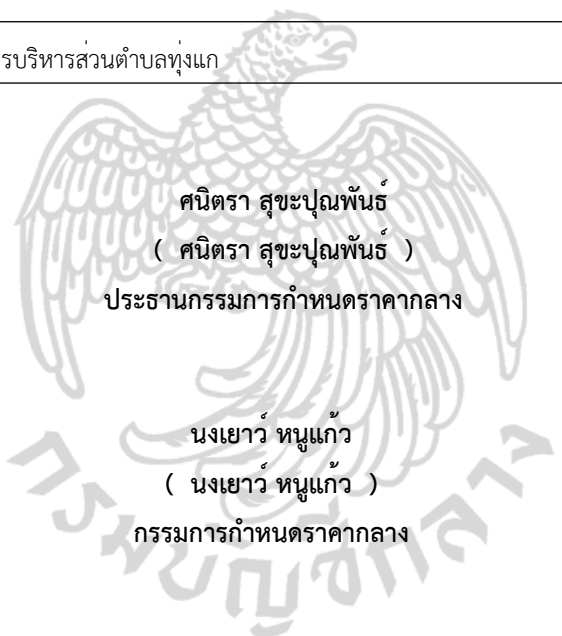 รบริหารส่วนตำบลทุ่งแก
ศนิตรา สุขะปุณพันธ์
( ศนิตรา สุขะปุณพันธ์ )
ประธานกรรมการกำหนดราคากลาง
นงเยาว์ หนูแก้ว
( นงเยาว์ หนูแก้ว )
กรรมการกำหนดราคากลาง
กรมบัญชีกลาง